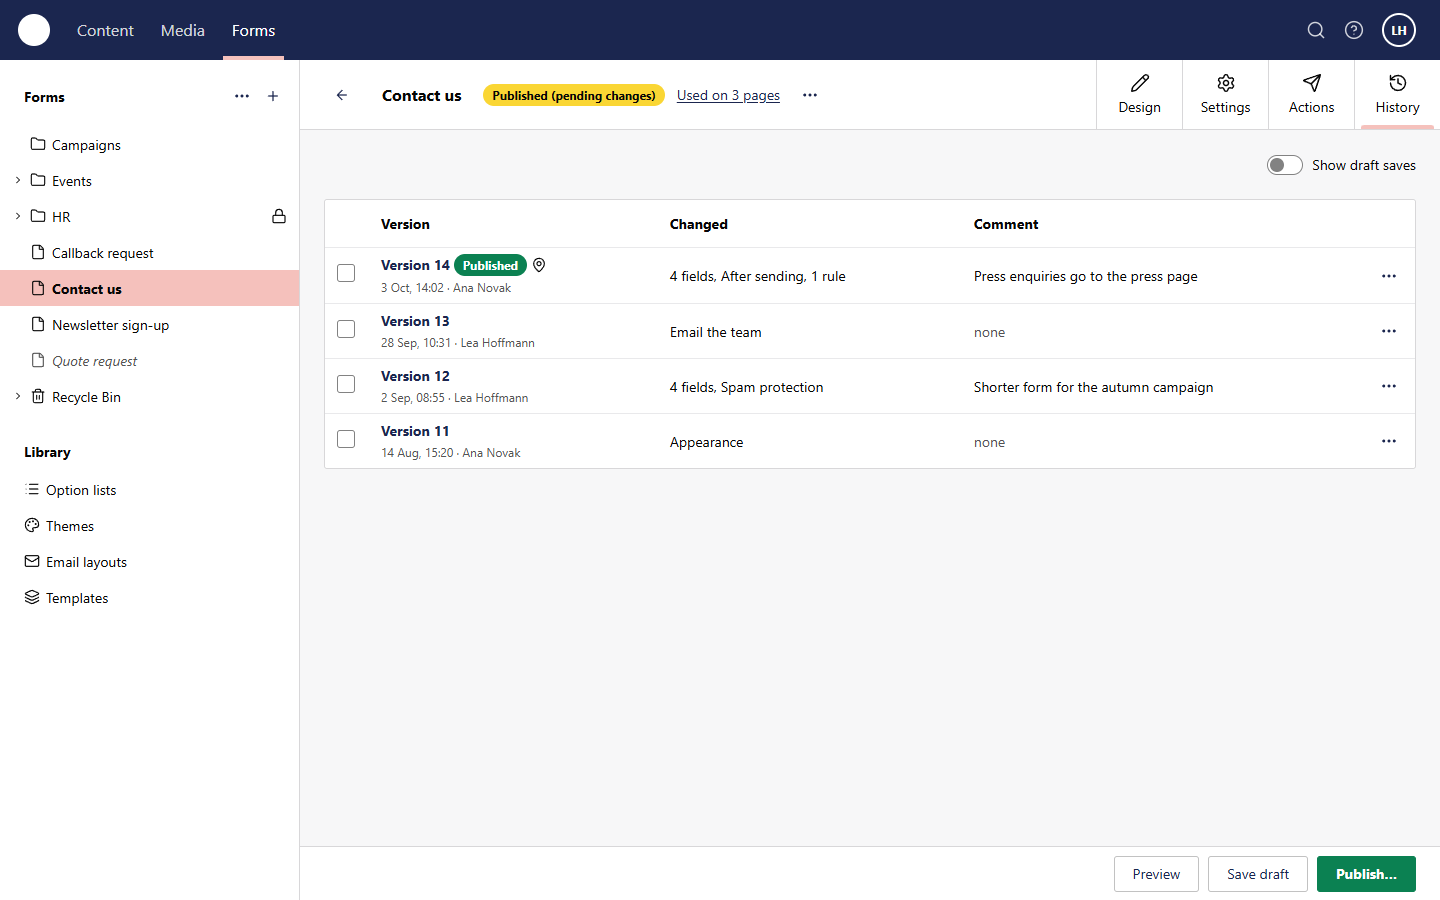 Content Media Forms
LH
Forms
Campaigns
Events
HR
Callback request
Contact us
Newsletter sign-up
Quote request
Recycle Bin
Library
Option lists
Themes
Email layouts
Templates
Contact us Published (pending changes) Used on 3 pages
Design Settings Actions History
Show draft saves
Version Changed Comment
Version 14 Published
3 Oct, 14:02 · Ana Novak
4 fields, After sending, 1 rule
Press enquiries go to the press page
Version 13
28 Sep, 10:31 · Lea Hoffmann
Email the team
none
Version 12
2 Sep, 08:55 · Lea Hoffmann
4 fields, Spam protection
Shorter form for the autumn campaign
Version 11
14 Aug, 15:20 · Ana Novak
Appearance
none
Preview Save draft Publish...